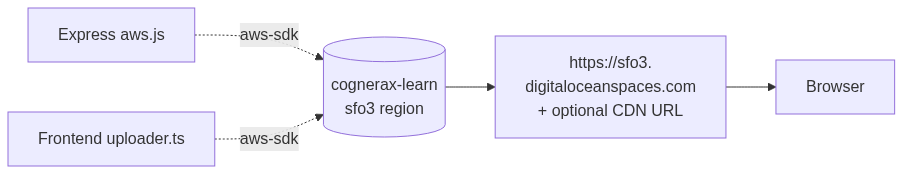 Express aws.js
aws-sdk
Frontend uploader.ts
aws-sdk
cognerax-learn
sfo3 region
https://sfo3.
digitaloceanspaces.com
+ optional CDN URL
Browser